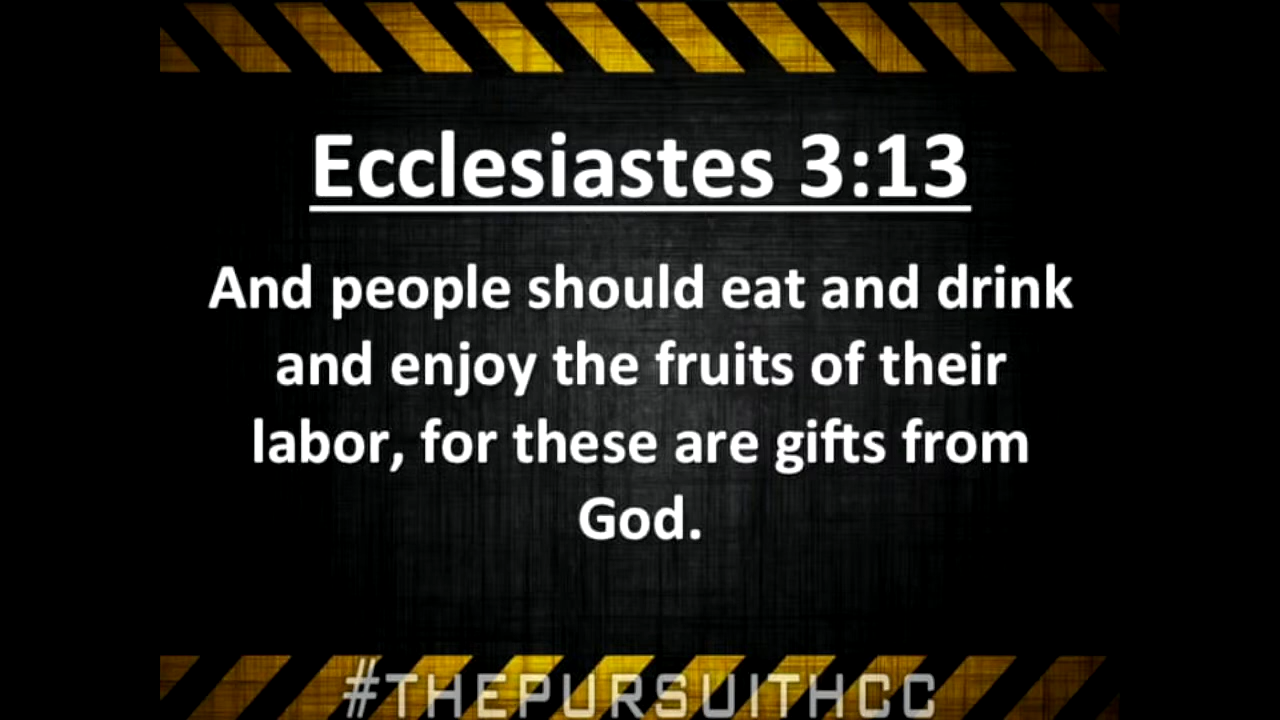 Ecclesiastes 3:13
And people should eat and drink
and enjoy the fruits of their
labor, for these are gifts from
God.
#THEPURSUITHCC